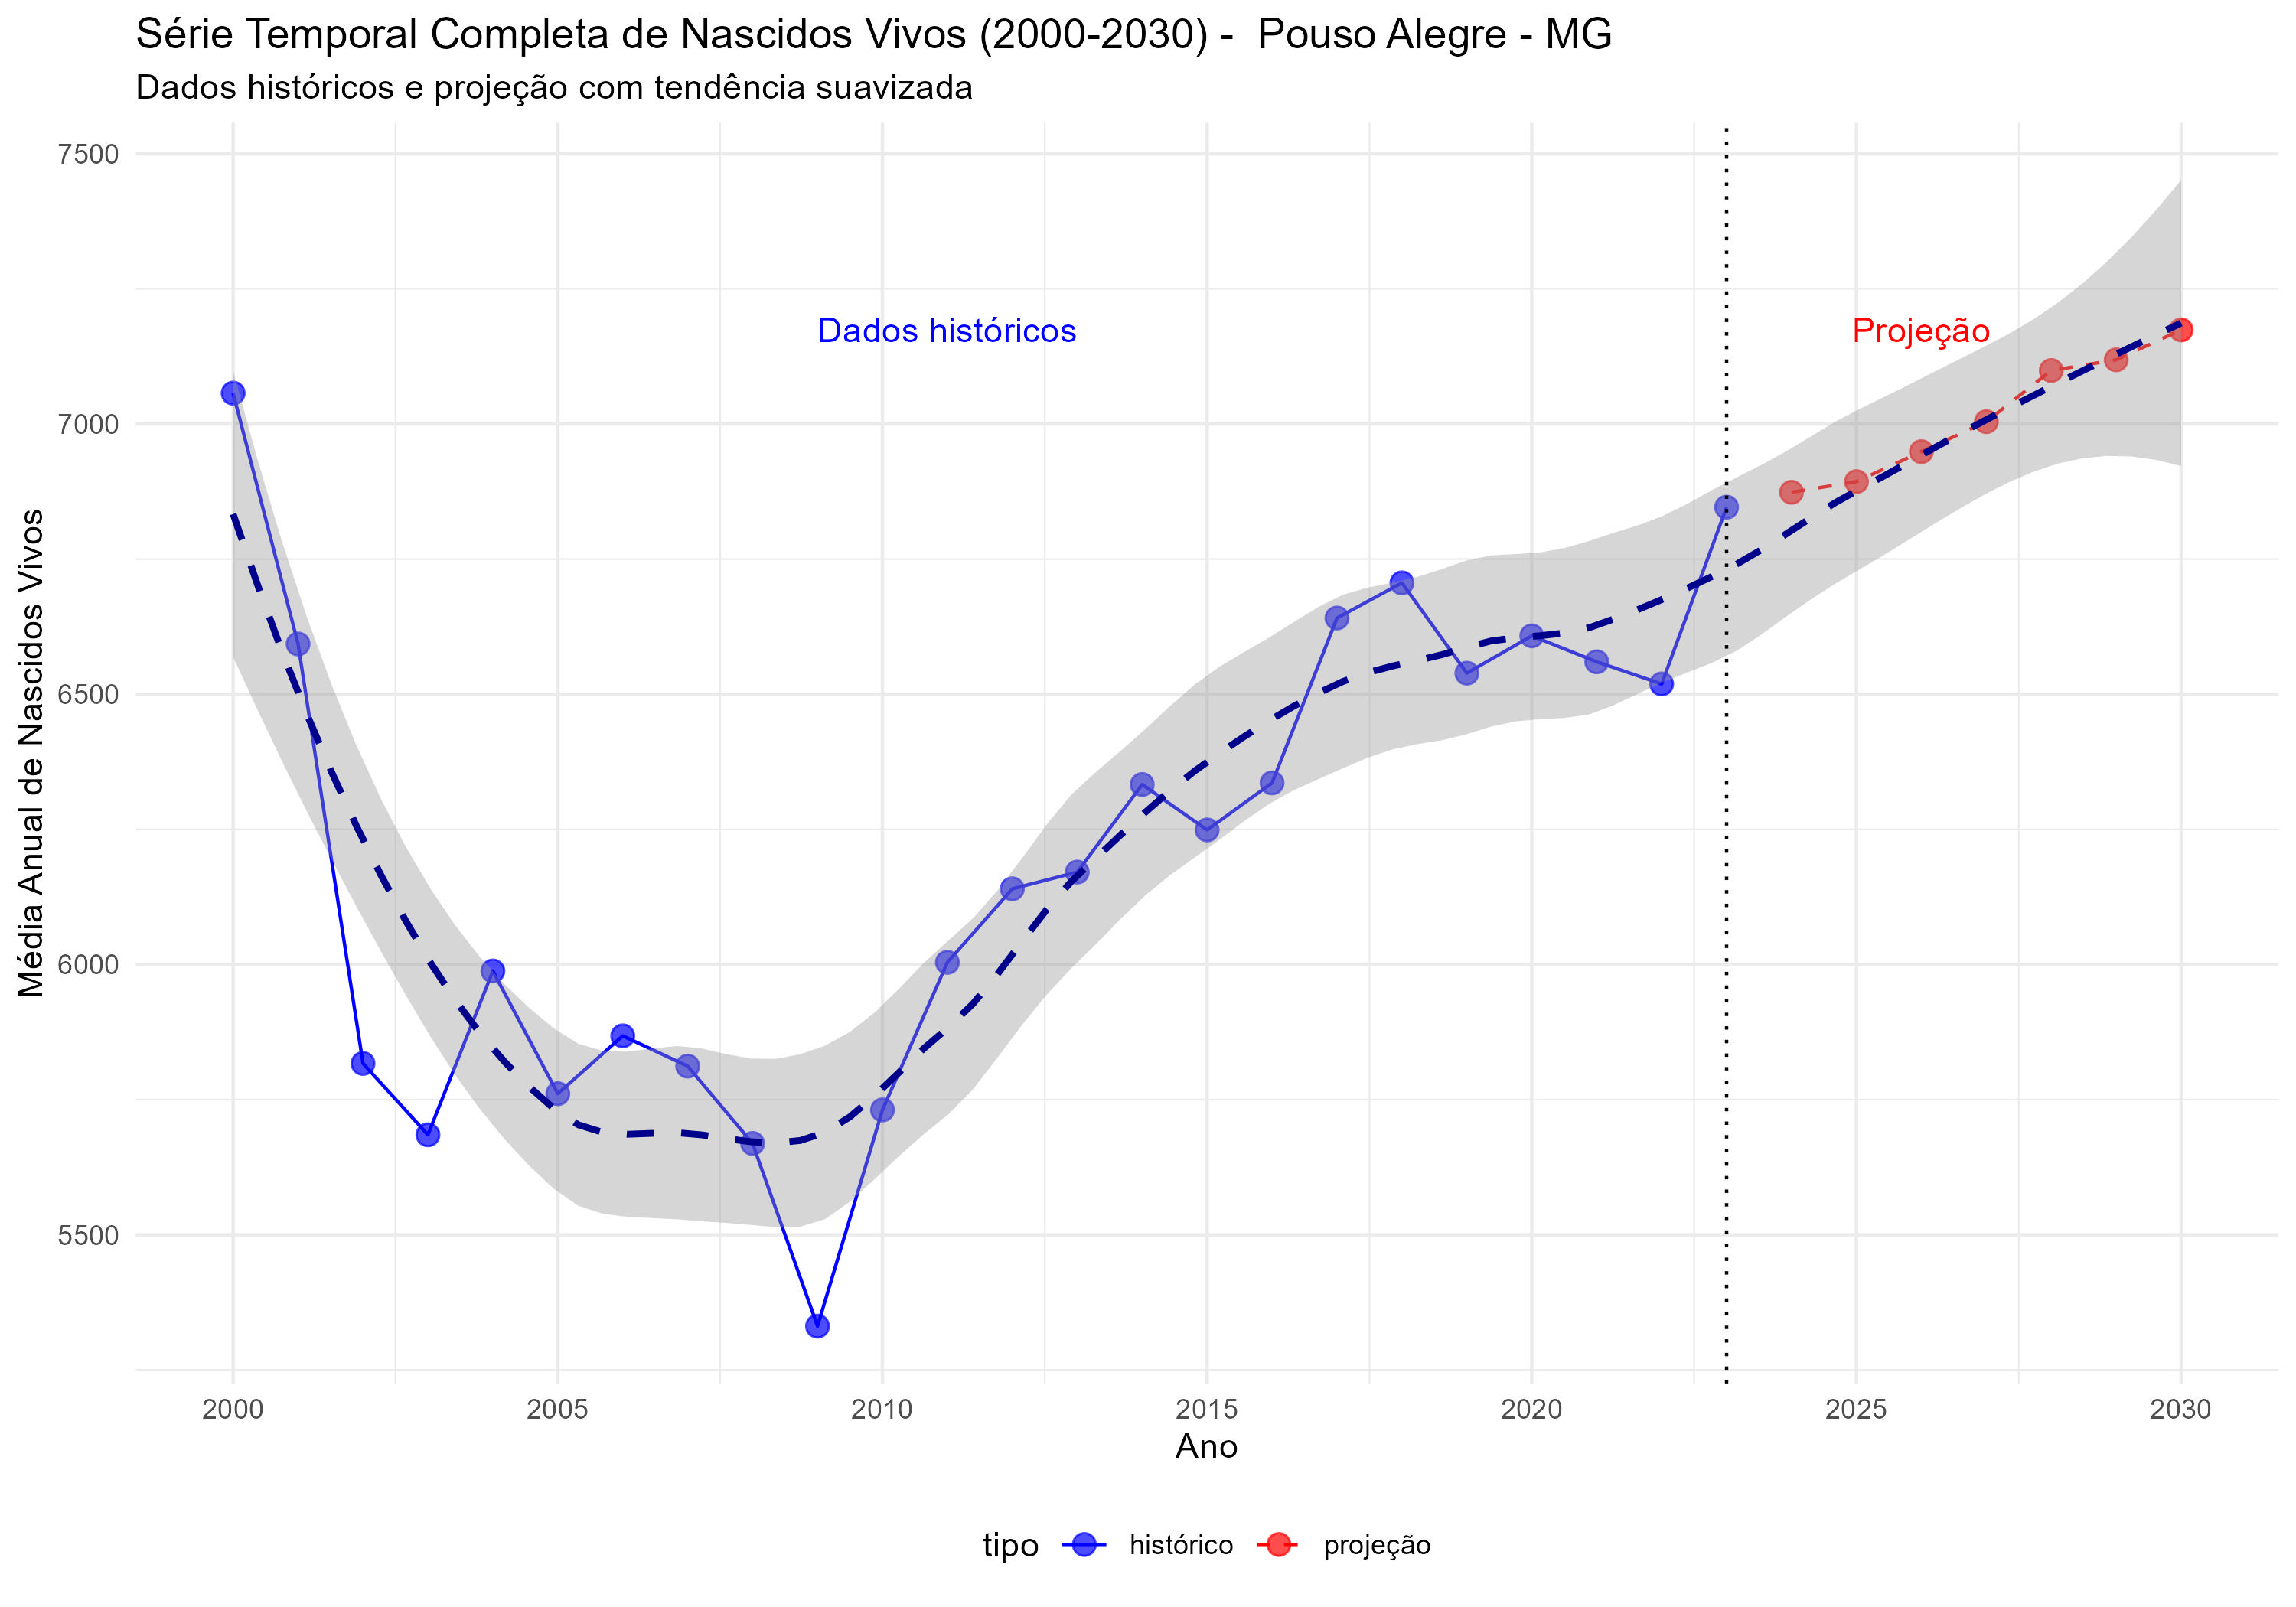 Série Temporal Completa de Nascidos Vivos (2000-2030) -  Pouso Alegre - MG
Dados históricos e projeção com tendência suavizada
Média Anual de Nascidos Vivos
7500
7000
6500
6000
5500
Dados históricos
Projeção
2000
2005
2010
2015
2020
2025
2030
Ano
tipo
histórico
projeção